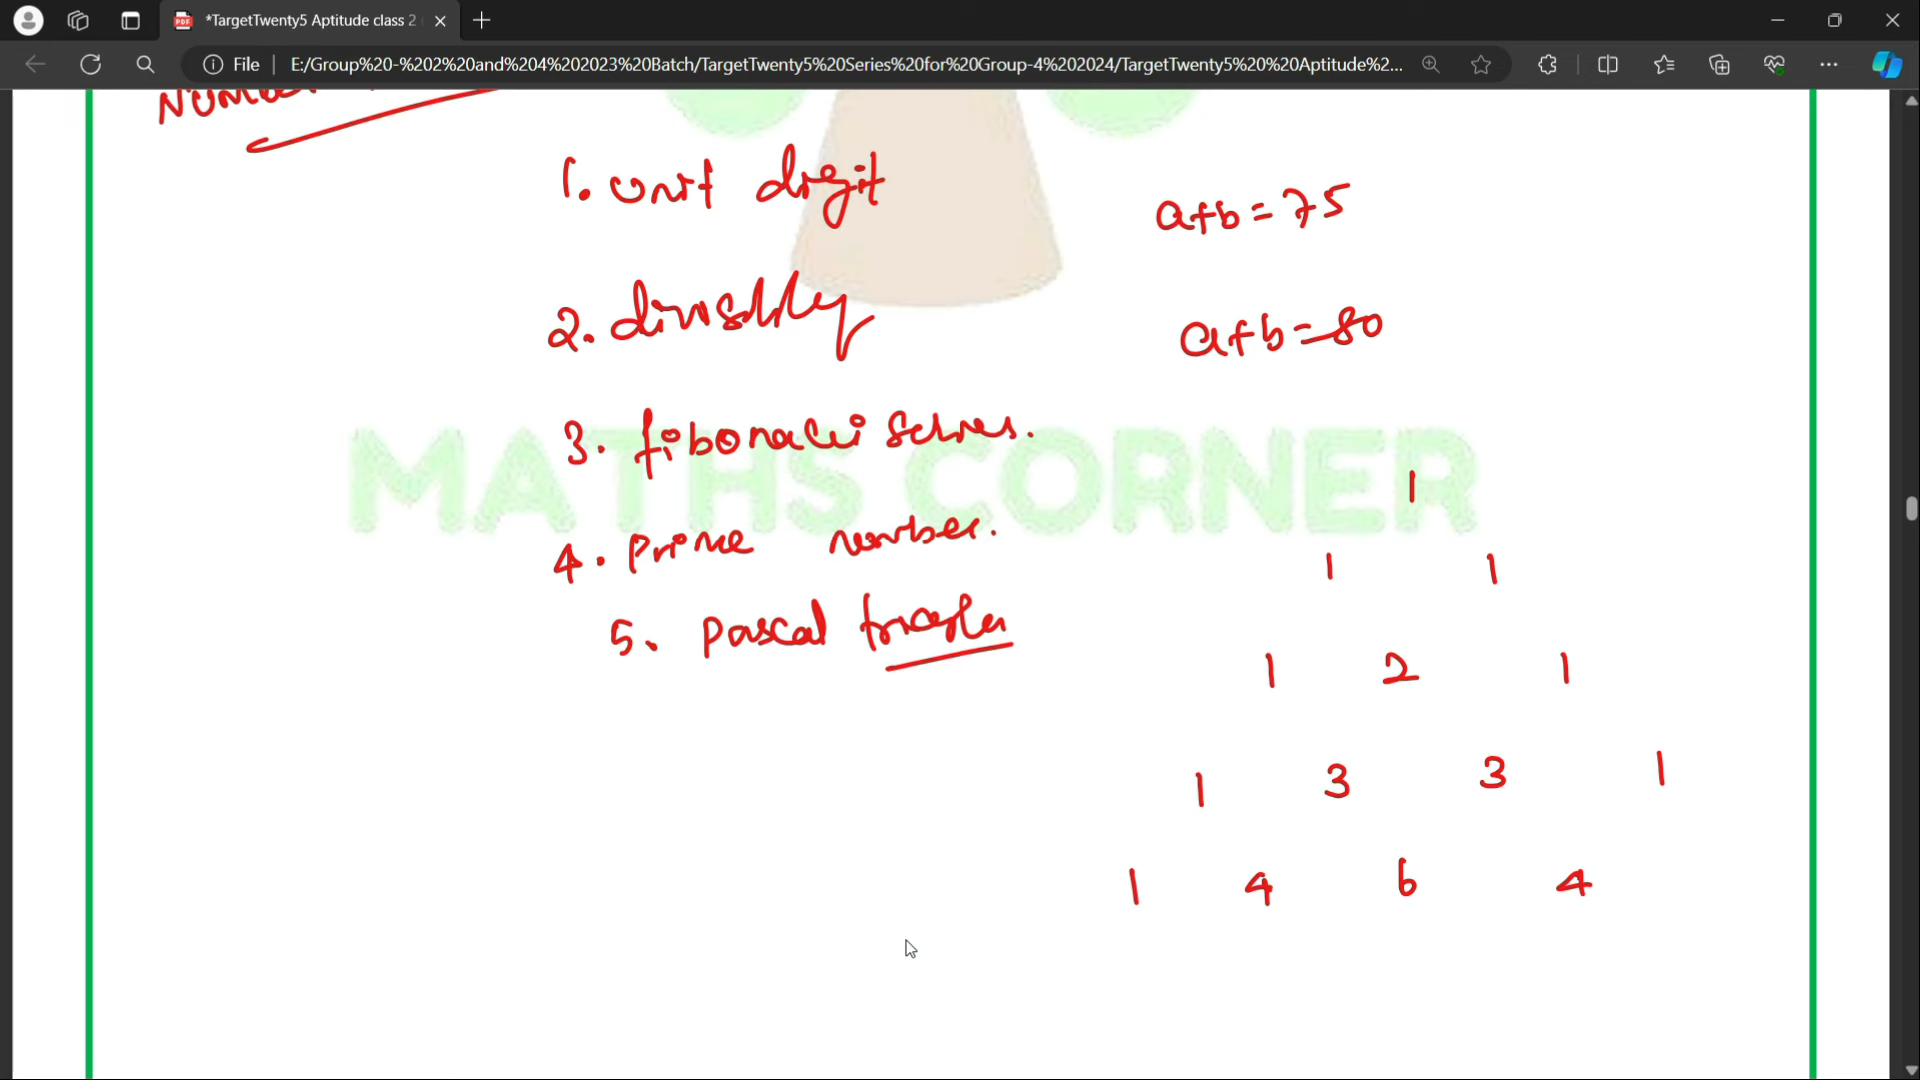 *TargetTwenty5 Aptitude class 2
File
E:/Group%20-%202%20and%204%202023%20Batch/TargetTwenty5%20Series%20for%20Group-4%202024/TargetTwenty5%20%20Aptitude%2...
1. unit digit
a+b=75
2.
a+b=80
3. fibonacci series.
MATHS CORNER
4. prime number.
5. pascal
1
1 1
1 2 1
1 3 3 1
1 4 6 4